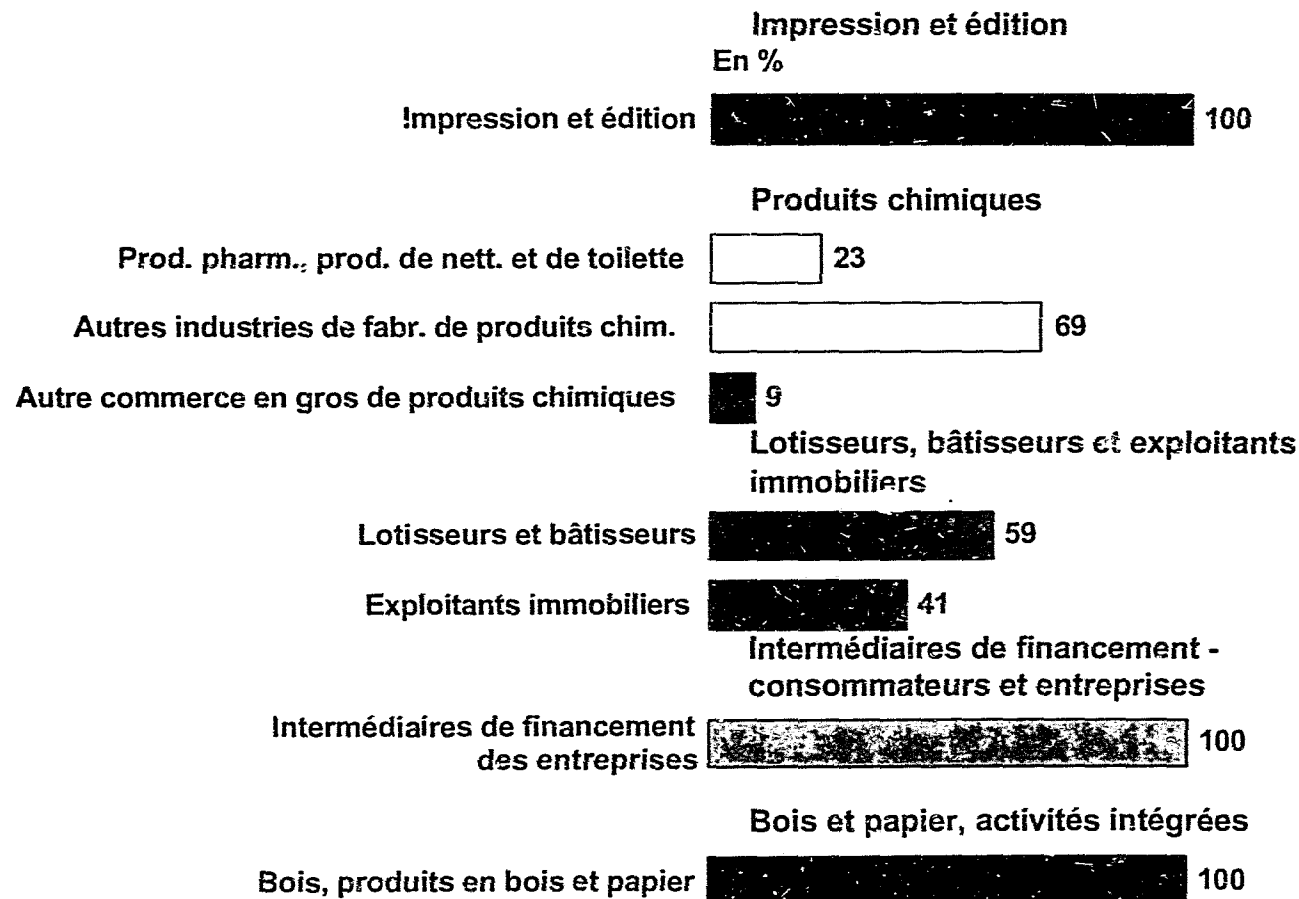 Impression et édition
En %
Impression et édition 100
Produits chimiques
Prod. pharm., prod. de nett. et de toilette 23
Autres industries de fabr. de produits chim. 69
Autre commerce en gros de produits chimiques 9
Lotisseurs, bâtisseurs et exploitants
immobiliers
Lotisseurs et bâtisseurs 59
Exploitants immobiliers 41
Intermédiaires de financement -
consommateurs et entreprises
Intermédiaires de financement
des entreprises 100
Bois et papier, activités intégrées
Bois, produits en bois et papier 100